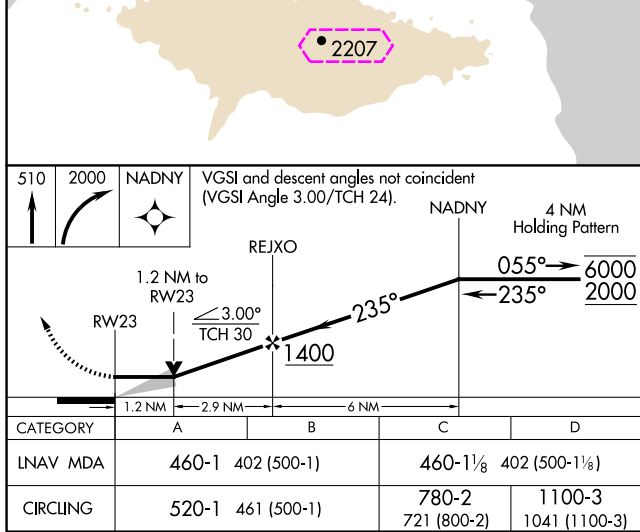 2207
510 2000 NADNY
VGSI and descent angles not coincident
(VGSI Angle 3.00/TCH 24).
NADNY
4 NM
Holding Pattern
REJXO
055° 6000
235° 2000
1.2 NM to
RW23
RW23
3.00°
TCH 30
235°
1400
1.2 NM 2.9 NM 6 NM
CATEGORY A B C D
LNAV MDA 460-1 402 (500-1) 460-1⅛ 402 (500-1⅛)
CIRCLING 520-1 461 (500-1) 780-2 1100-3
721 (800-2) 1041 (1100-3)